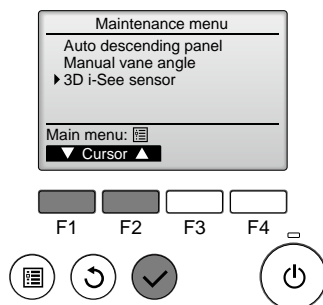 Maintenance menu
Auto descending panel
Manual vane angle
3D i-See sensor
Main menu:
Cursor
F1 F2 F3 F4